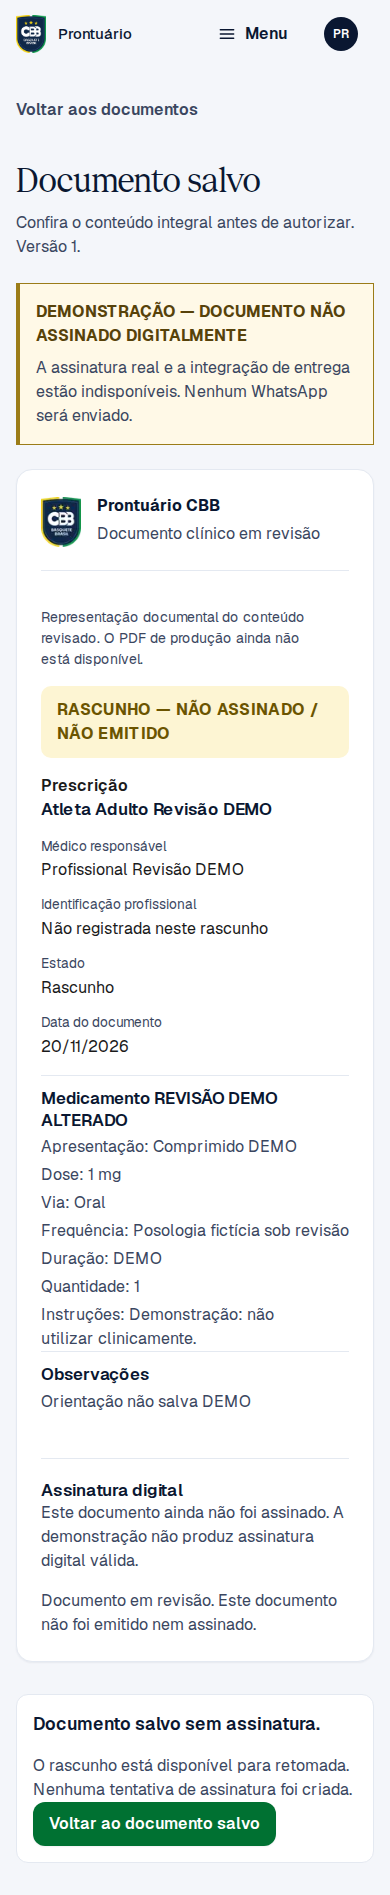 CBB
Prontuário
Menu
PR
Voltar aos documentos
Documento salvo
Confira o conteúdo integral antes de autorizar.
Versão 1.
DEMONSTRAÇÃO — DOCUMENTO NÃO
ASSINADO DIGITALMENTE
A assinatura real e a integração de entrega
estão indisponíveis. Nenhum WhatsApp
será enviado.
CBB
BASQUETE
BRASIL
Prontuário CBB
Documento clínico em revisão
Representação documental do conteúdo
revisado. O PDF de produção ainda não
está disponível.
RASCUNHO — NÃO ASSINADO /
NÃO EMITIDO
Prescrição
Atleta Adulto Revisão DEMO
Médico responsável
Profissional Revisão DEMO
Identificação profissional
Não registrada neste rascunho
Estado
Rascunho
Data do documento
20/11/2026
Medicamento REVISÃO DEMO
ALTERADO
Apresentação: Comprimido DEMO
Dose: 1 mg
Via: Oral
Frequência: Posologia fictícia sob revisão
Duração: DEMO
Quantidade: 1
Instruções: Demonstração: não
utilizar clinicamente.
Observações
Orientação não salva DEMO
Assinatura digital
Este documento ainda não foi assinado. A
demonstração não produz assinatura
digital válida.
Documento em revisão. Este documento
não foi emitido nem assinado.
Documento salvo sem assinatura.
O rascunho está disponível para retomada.
Nenhuma tentativa de assinatura foi criada.
Voltar ao documento salvo